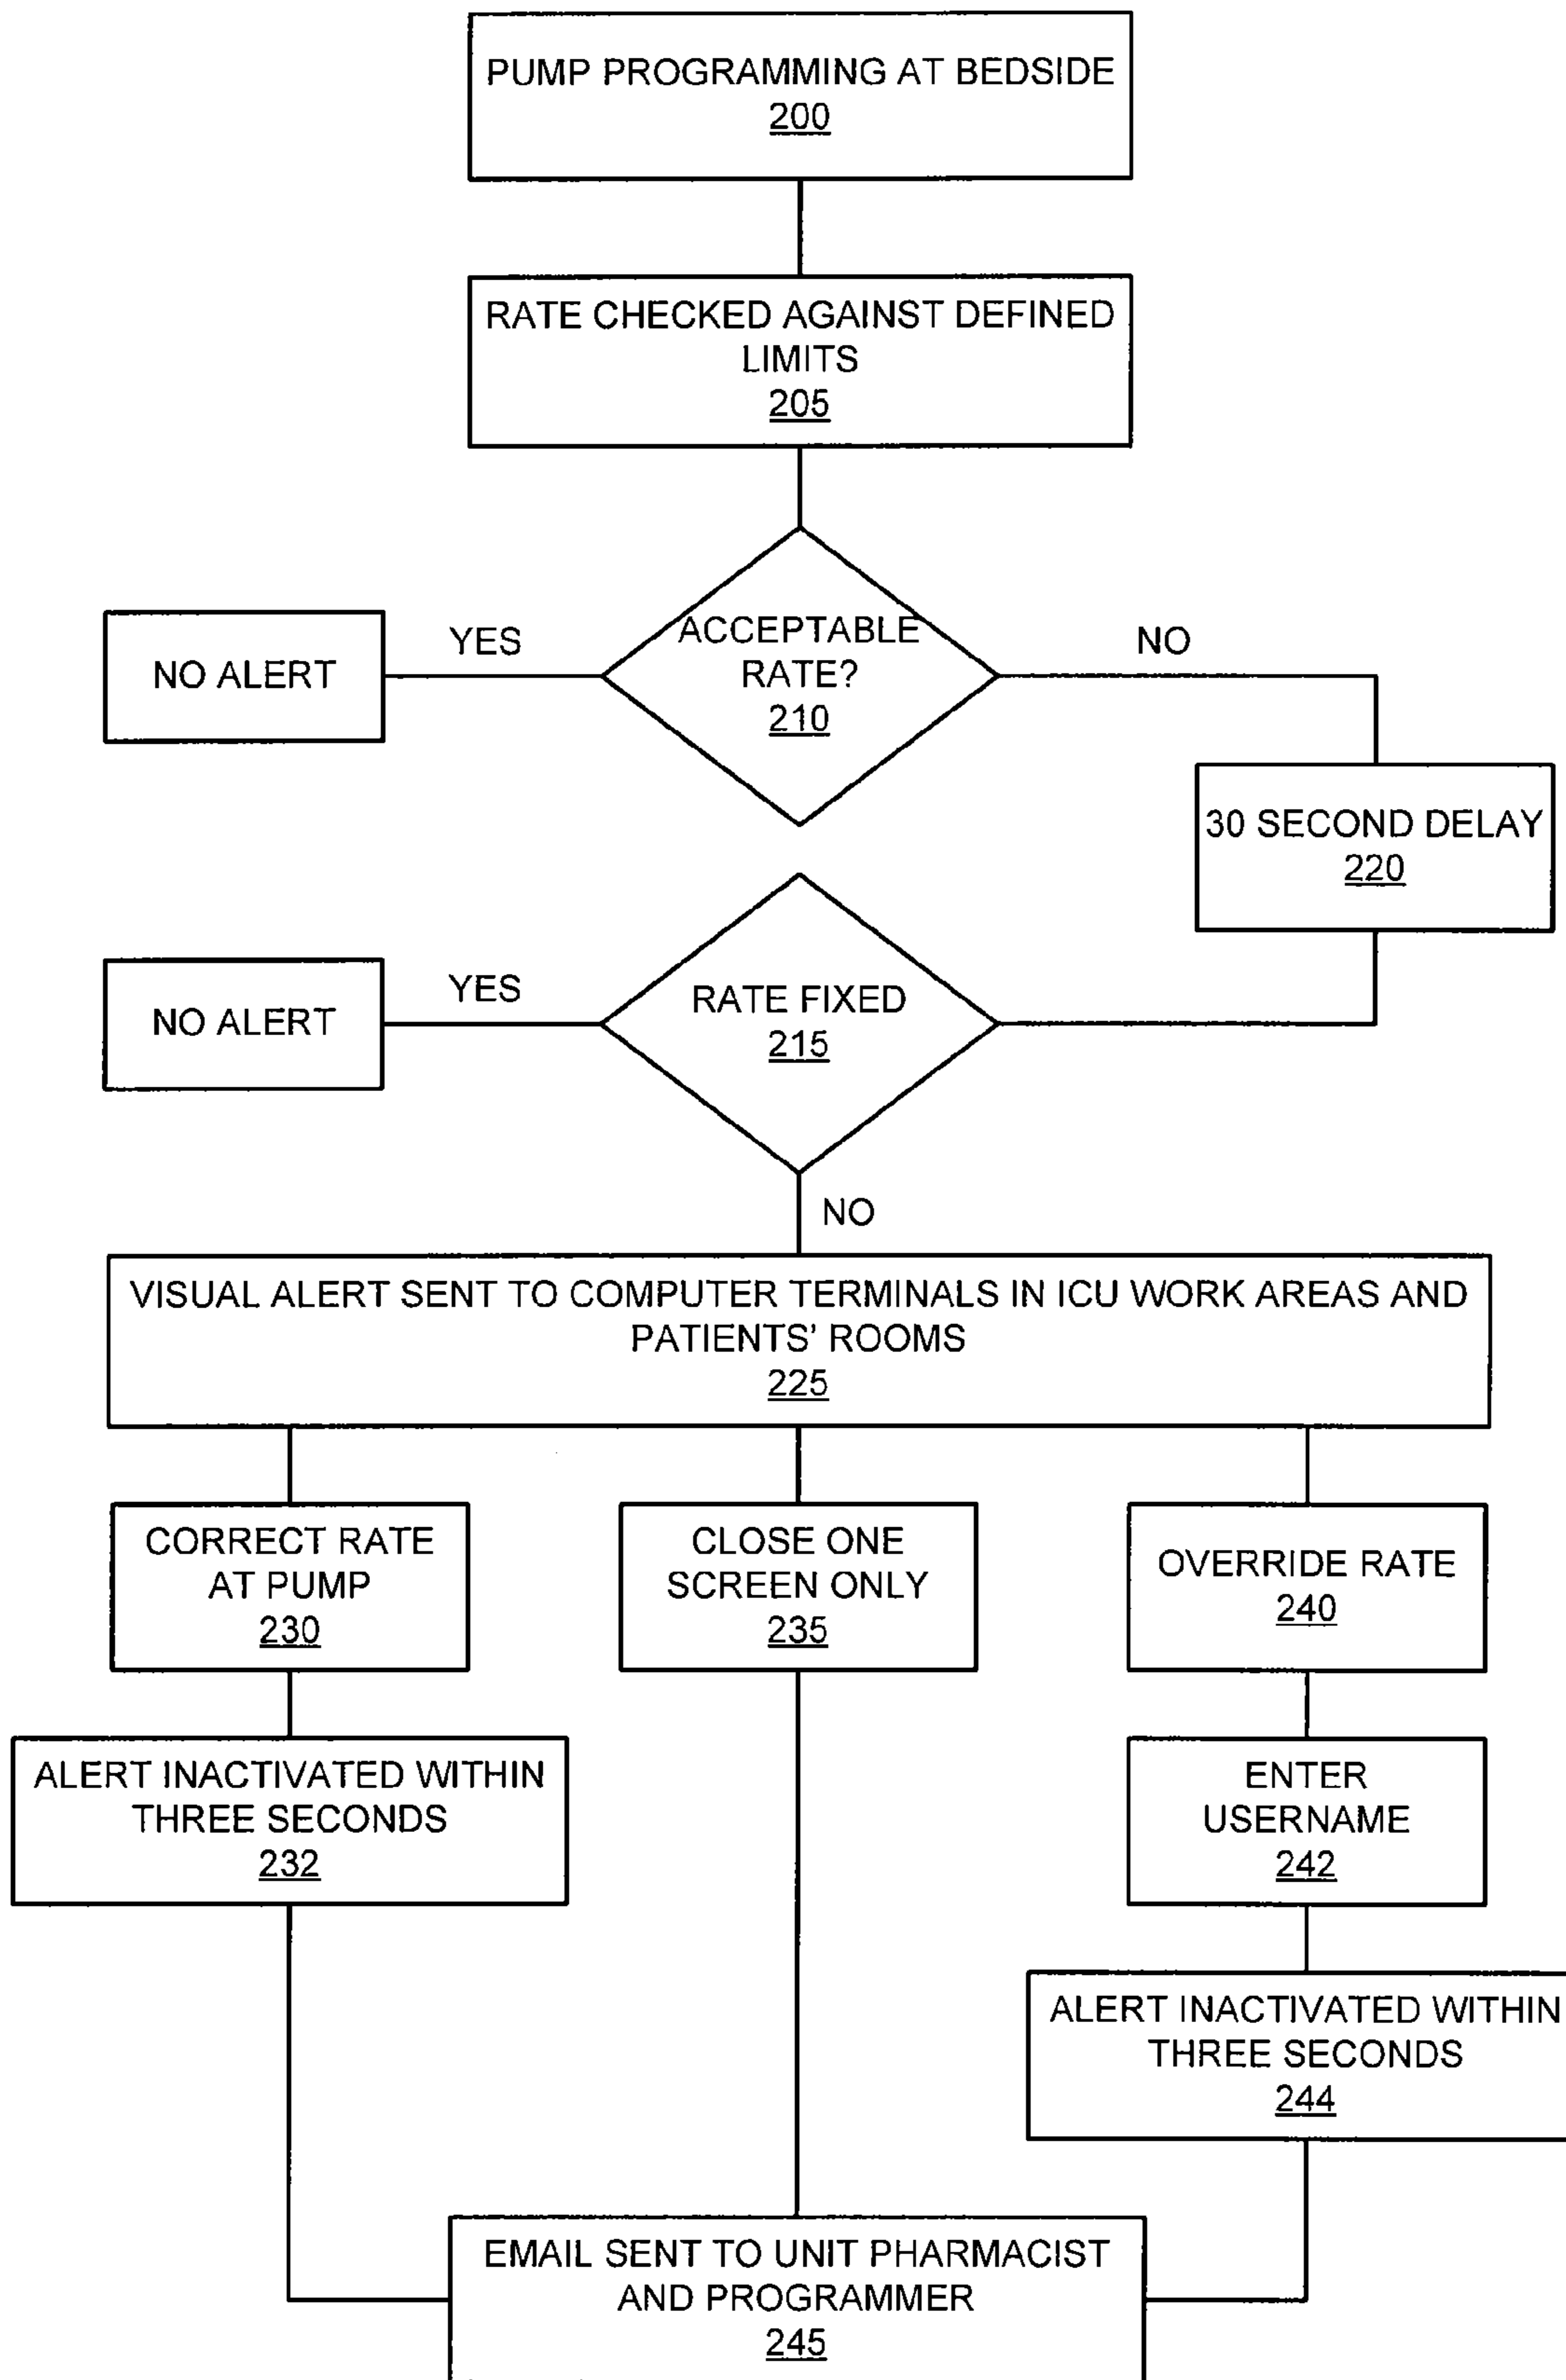 PUMP PROGRAMMING AT BEDSIDE
200
RATE CHECKED AGAINST DEFINED
LIMITS
205
ACCEPTABLE
RATE?
210
YES
NO ALERT
NO
30 SECOND DELAY
220
RATE FIXED
215
YES
NO ALERT
NO
VISUAL ALERT SENT TO COMPUTER TERMINALS IN ICU WORK AREAS AND
PATIENTS' ROOMS
225
CORRECT RATE
AT PUMP
230
CLOSE ONE
SCREEN ONLY
235
OVERRIDE RATE
240
ALERT INACTIVATED WITHIN
THREE SECONDS
232
ENTER
USERNAME
242
ALERT INACTIVATED WITHIN
THREE SECONDS
244
EMAIL SENT TO UNIT PHARMACIST
AND PROGRAMMER
245